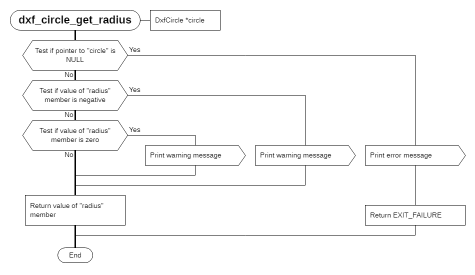 dxf_circle_get_radius
DxfCircle *circle
Test if pointer to "circle" is
NULL
Yes
No
Test if value of "radius"
member is negative
Yes
No
Test if value of "radius"
member is zero
Yes
No
Print warning message
Print warning message
Print error message
Return value of "radius"
member
Return EXIT_FAILURE
End